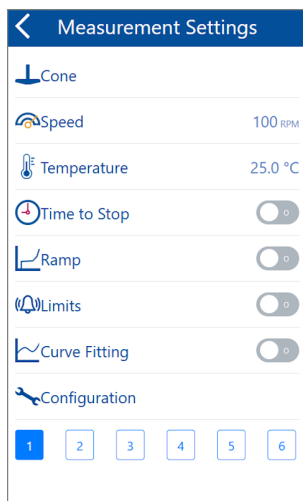 Measurement Settings
Cone
Speed 100 RPM
Temperature 25.0 °C
Time to Stop
Ramp
Limits
Curve Fitting
Configuration
1 2 3 4 5 6